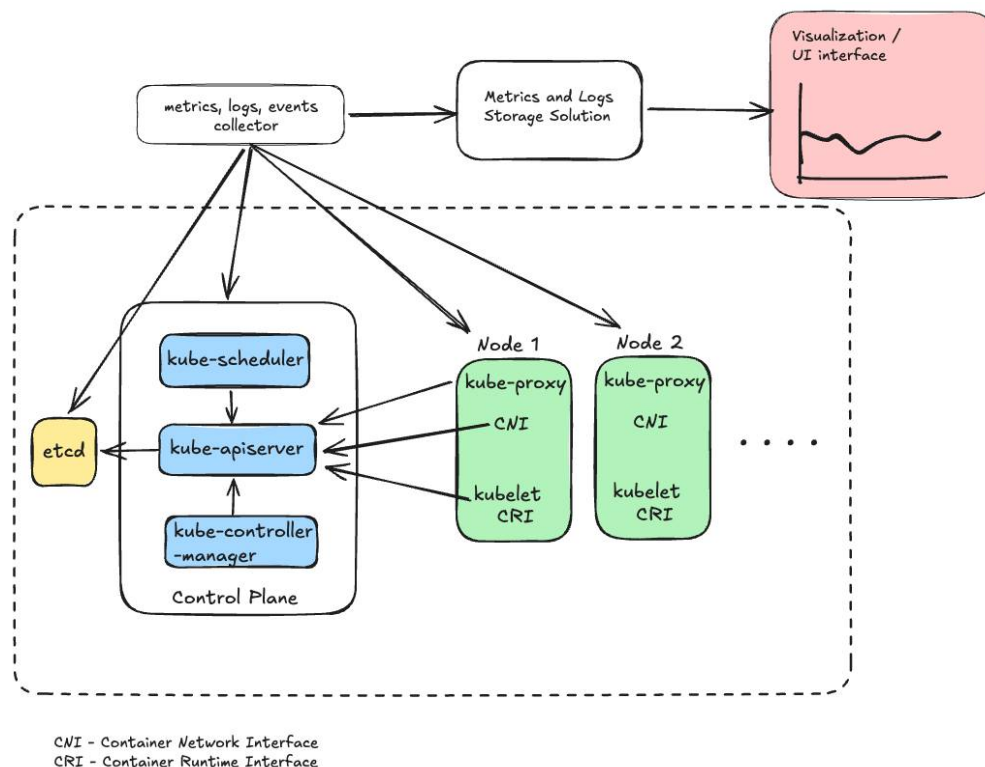 Visualization /
UI interface
metrics, logs, events
collector
Metrics and Logs
Storage Solution
Node 1
Node 2
kube-scheduler
kube-proxy
kube-proxy
CNI
CNI
etcd
kube-apiserver
kubelet
CRI
kubelet
CRI
kube-controller
-manager
Control Plane
CNI - Container Network Interface
CRI - Container Runtime Interface